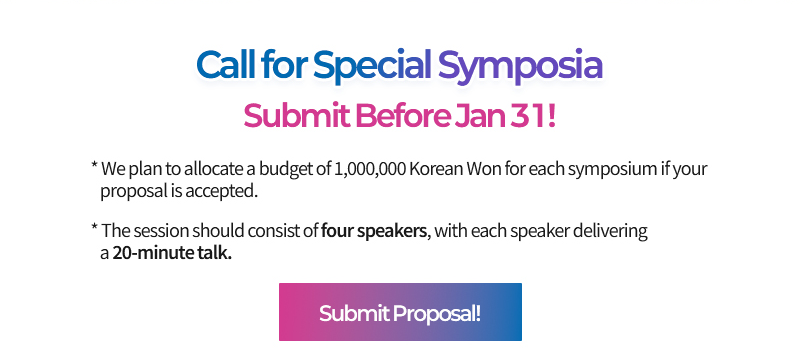 Call for Special Symposia
Submit Before Jan 31!
* We plan to allocate a budget of 1,000,000 Korean Won for each symposium if your
proposal is accepted.
* The session should consist of four speakers, with each speaker delivering
a 20-minute talk.
Submit Proposal!